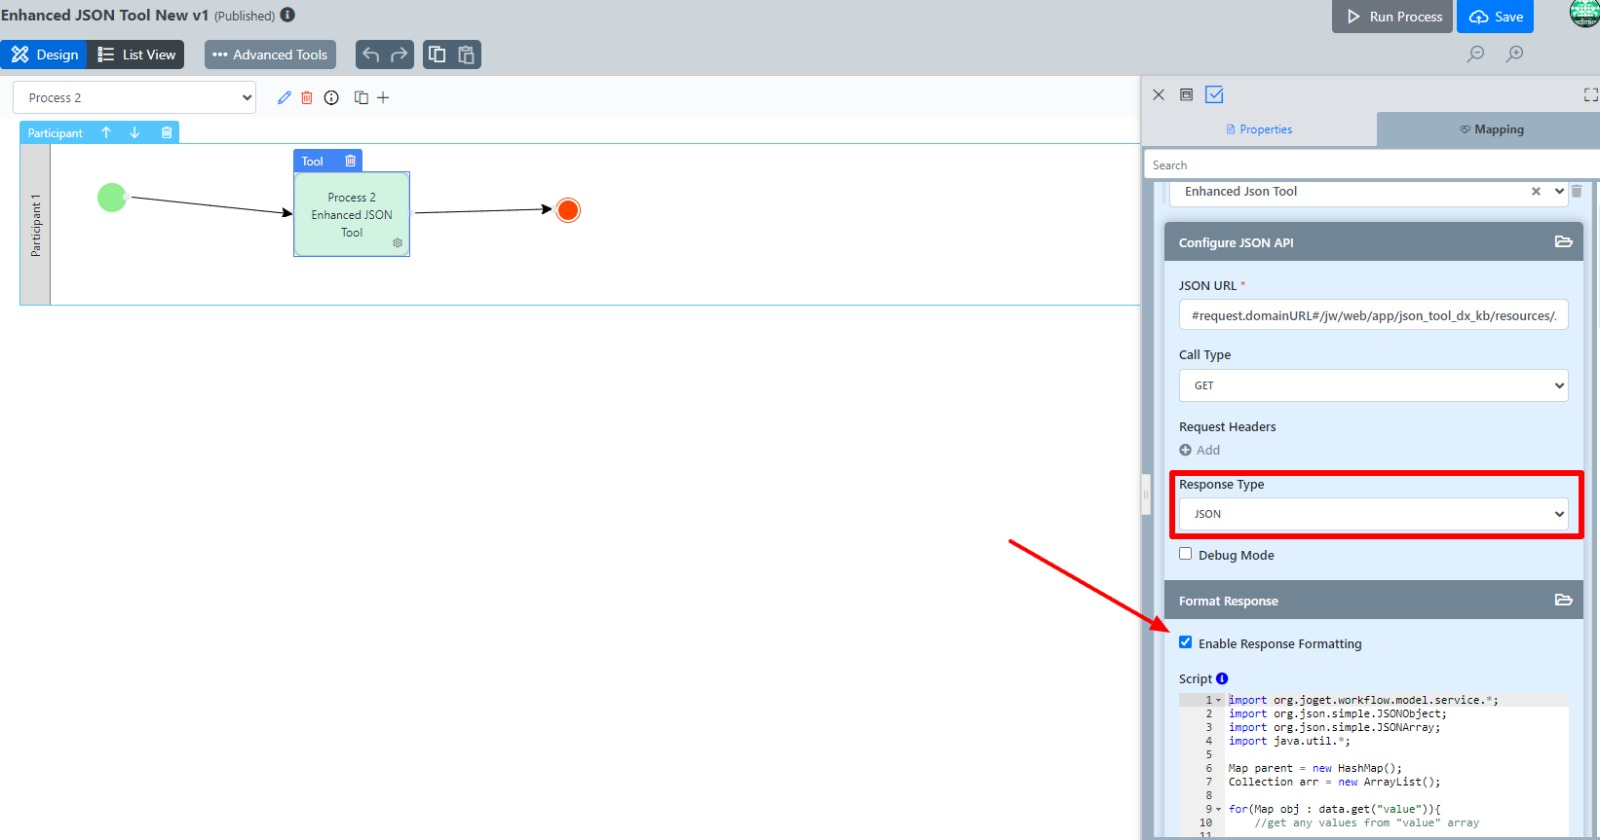 Enhanced JSON Tool New v1 (Published)
Run Process
Save
Design
List View
Advanced Tools
Process 2
Participant
Participant 1
Tool
Process 2
Enhanced JSON
Tool
Properties
Mapping
Search
Enhanced Json Tool
Configure JSON API
JSON URL *
#request.domainURL#/jw/web/app/json_tool_dx_kb/resources/.
Call Type
GET
Request Headers
Add
Response Type
JSON
Debug Mode
Format Response
Enable Response Formatting
Script
1 import org.joget.workflow.model.service.*;
2 import org.json.simple.JSONObject;
3 import org.json.simple.JSONArray;
4 import java.util.*;
5
6 Map parent = new HashMap();
7 Collection arr = new ArrayList();
8
9 for(Map obj : data.get("value")){
10 //get any values from "value" array
11